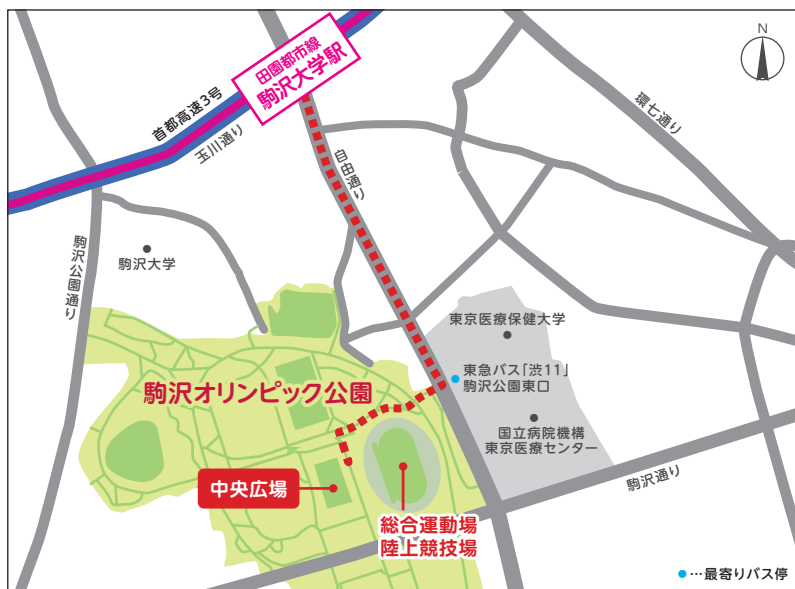 N
田園都市線
駒沢大学駅
首都高速3号
玉川通り
自由通り
環七通り
駒沢公園通り
駒沢大学
東京医療保健大学
東急バス「渋11」
駒沢公園東口
駒沢オリンピック公園
国立病院機構
東京医療センター
駒沢通り
中央広場
総合運動場
陸上競技場
●…最寄りバス停